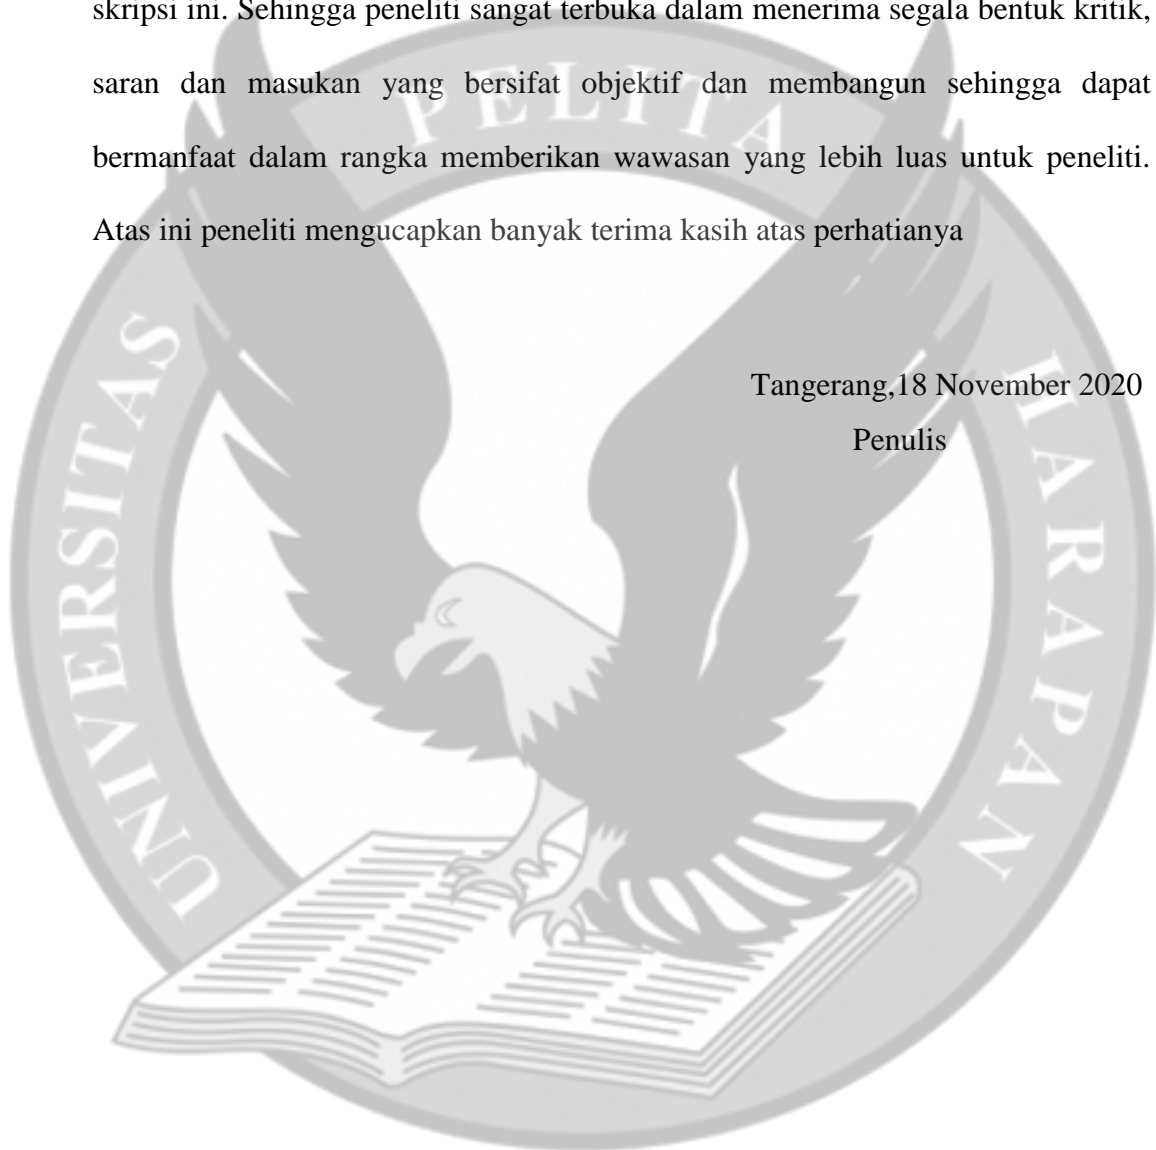 skripsi ini. Sehingga peneliti sangat terbuka dalam menerima segala bentuk kritik,
saran dan masukan yang bersifat objektif dan membangun sehingga dapat
bermanfaat dalam rangka memberikan wawasan yang lebih luas untuk peneliti.
Atas ini peneliti mengucapkan banyak terima kasih atas perhatianya
Tangerang,18 November 2020
Penulis
UNIVERSITAS
PELITA
HARAPAN